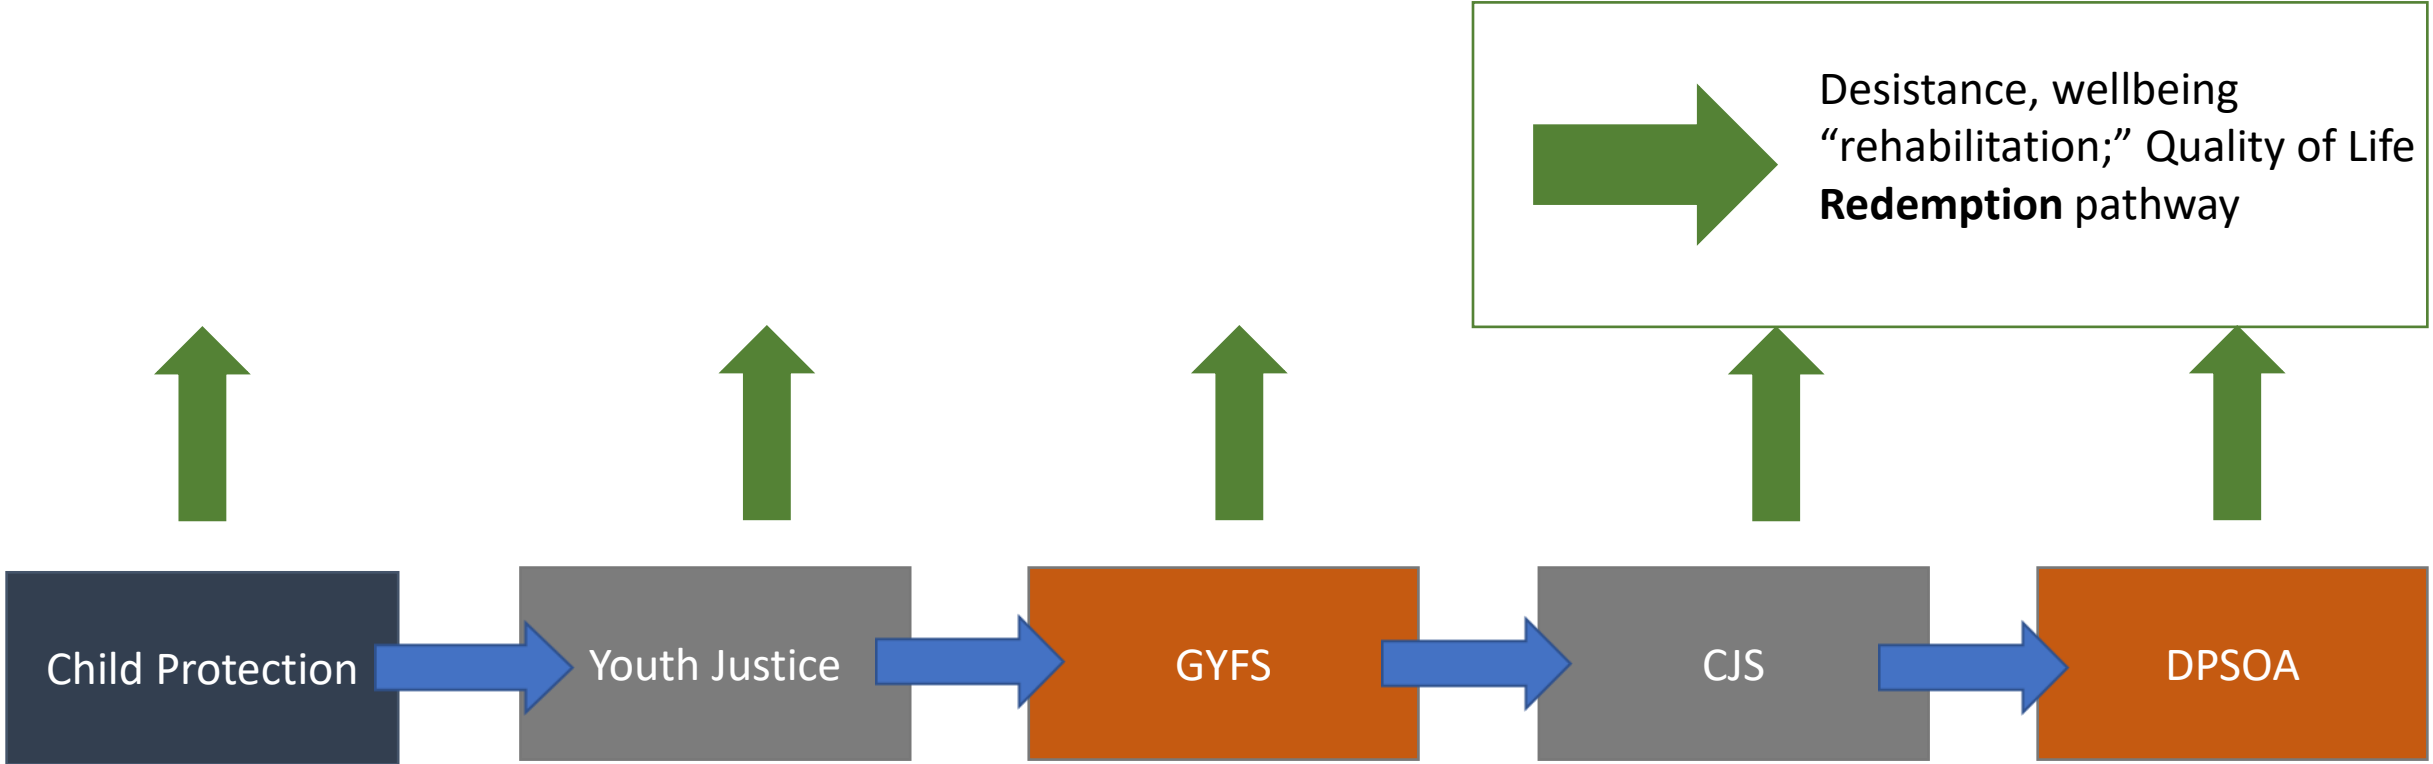 Desistance, wellbeing
“rehabilitation;” Quality of Life
Redemption pathway
Child Protection
Youth Justice
GYFS
CJS
DPSOA